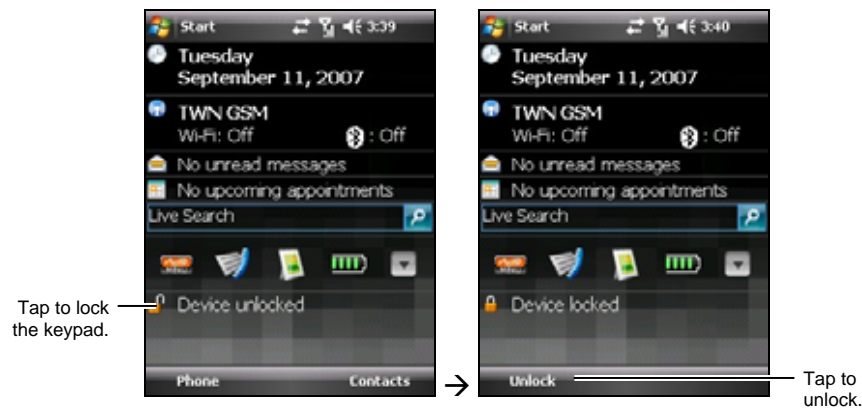 Start 3:39
Tuesday
September 11, 2007
TWN GSM
Wi-Fi: Off : Off
No unread messages
No upcoming appointments
Live Search
Device unlocked
Phone Contacts
Tap to lock
the keypad.
→
Start 3:40
Tuesday
September 11, 2007
TWN GSM
Wi-Fi: Off : Off
No unread messages
No upcoming appointments
Live Search
Device locked
Unlock
Tap to
unlock.